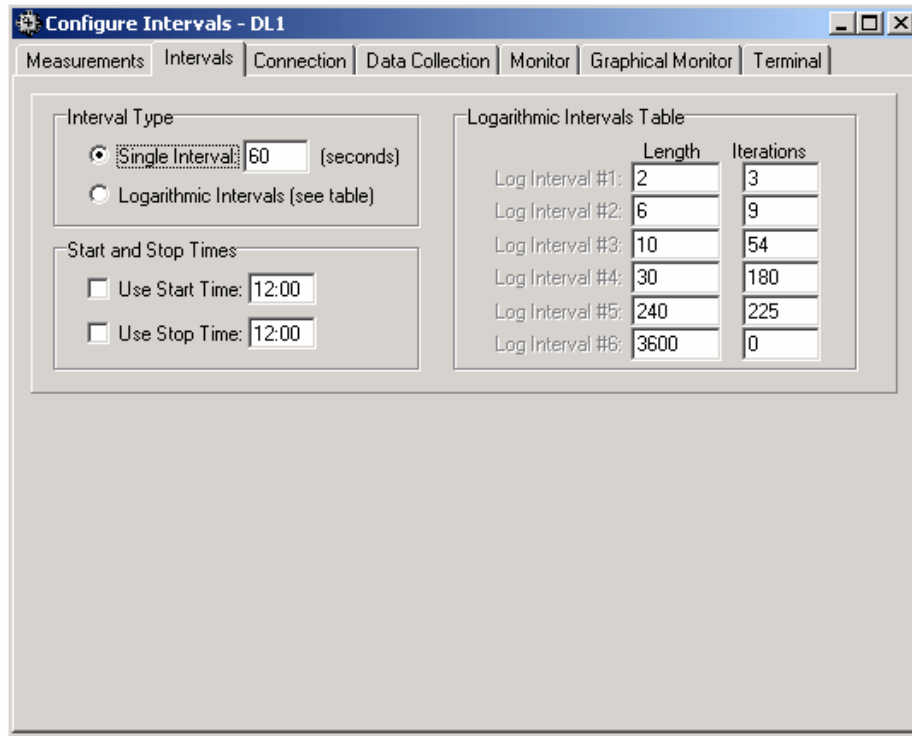 Configure Intervals - DL1
Measurements Intervals Connection Data Collection Monitor Graphical Monitor Terminal
Interval Type
Single Interval: 60 (seconds)
Logarithmic Intervals (see table)
Start and Stop Times
Use Start Time: 12:00
Use Stop Time: 12:00
Logarithmic Intervals Table
Length Iterations
Log Interval #1: 2 3
Log Interval #2: 6 9
Log Interval #3: 10 54
Log Interval #4: 30 180
Log Interval #5: 240 225
Log Interval #6: 3600 0